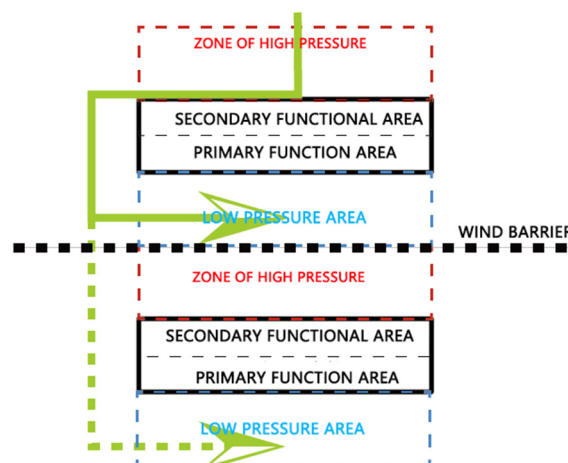 ZONE OF HIGH PRESSURE
SECONDARY FUNCTIONAL AREA
PRIMARY FUNCTION AREA
LOW PRESSURE AREA
WIND BARRIER
ZONE OF HIGH PRESSURE
SECONDARY FUNCTIONAL AREA
PRIMARY FUNCTION AREA
LOW PRESSURE AREA